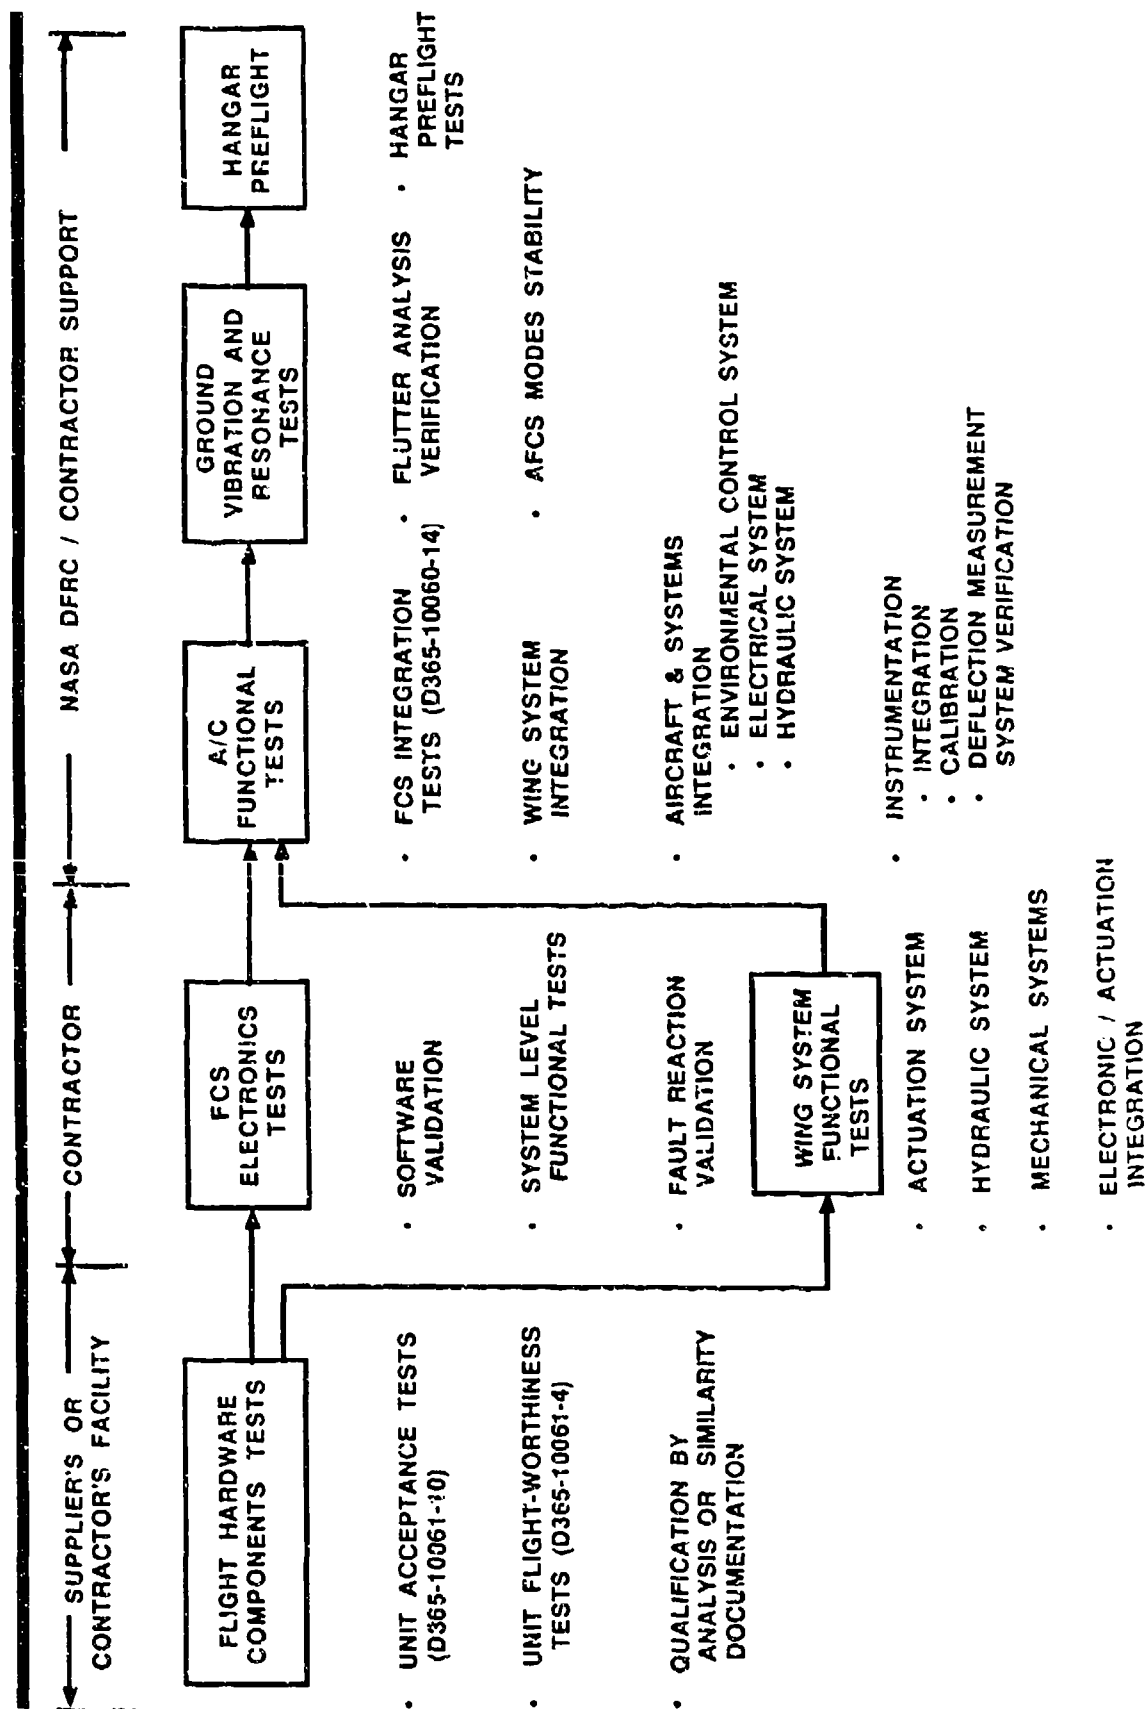 SUPPLIER'S OR
CONTRACTOR'S FACILITY
CONTRACTOR
NASA DFRC / CONTRACTOR SUPPORT
FLIGHT HARDWARE
COMPONENTS TESTS
FCS
ELECTRONICS
TESTS
A/C
FUNCTIONAL
TESTS
GROUND
VIBRATION AND
RESONANCE
TESTS
HANGAR
PREFLIGHT
• UNIT ACCEPTANCE TESTS
(D365-10061-10)
• UNIT FLIGHT-WORTHINESS
TESTS (D365-10061-4)
• QUALIFICATION BY
ANALYSIS OR SIMILARITY
DOCUMENTATION
• SOFTWARE
VALIDATION
• SYSTEM LEVEL
FUNCTIONAL TESTS
• FAULT REACTION
VALIDATION
WING SYSTEM
FUNCTIONAL
TESTS
• ACTUATION SYSTEM
• HYDRAULIC SYSTEM
• MECHANICAL SYSTEMS
• ELECTRONIC / ACTUATION
INTEGRATION
• FCS INTEGRATION
TESTS (D365-10060-14)
• WING SYSTEM
INTEGRATION
• AIRCRAFT & SYSTEMS
INTEGRATION
• ENVIRONMENTAL CONTROL SYSTEM
• ELECTRICAL SYSTEM
• HYDRAULIC SYSTEM
• INSTRUMENTATION
• INTEGRATION
• CALIBRATION
• DEFLECTION MEASUREMENT
SYSTEM VERIFICATION
• FLUTTER ANALYSIS
VERIFICATION
• AFCS MODES STABILITY
• HANGAR
PREFLIGHT
TESTS